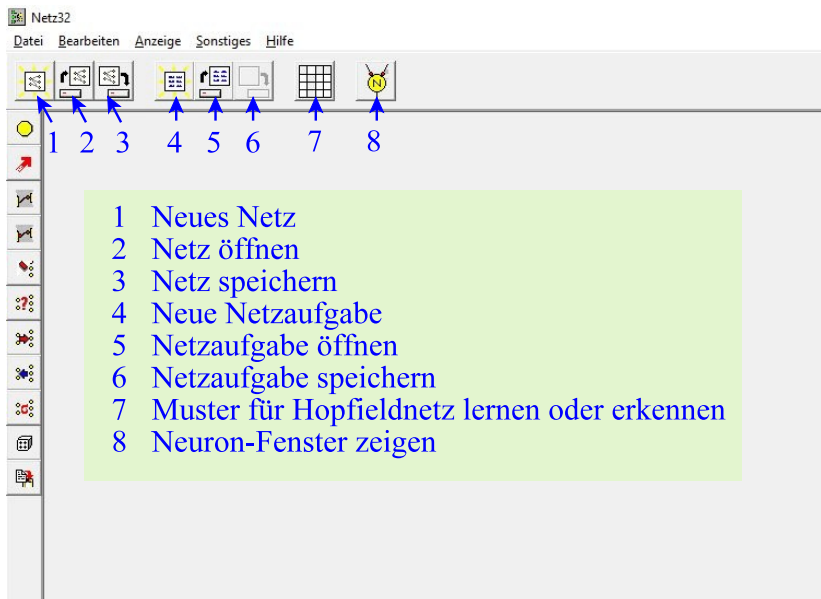 Netz32
Datei Bearbeiten Anzeige Sonstiges Hilfe
N
1 2 3 4 5 6 7 8
1 Neues Netz
2 Netz öffnen
3 Netz speichern
4 Neue Netzaufgabe
5 Netzaufgabe öffnen
6 Netzaufgabe speichern
7 Muster für Hopfieldnetz lernen oder erkennen
8 Neuron-Fenster zeigen
?